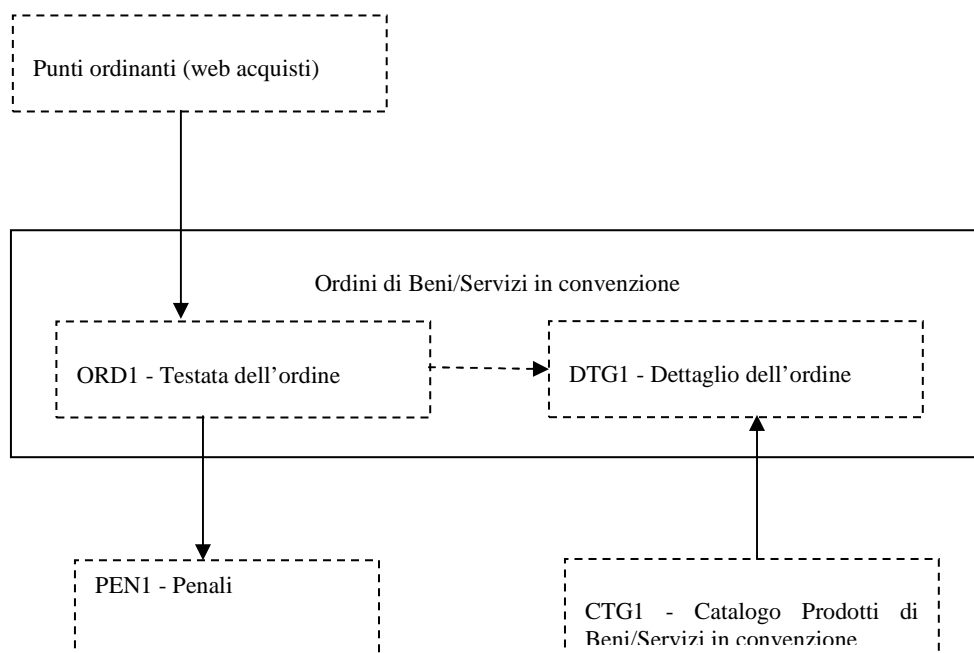 Punti ordinanti (web acquisti)
Ordini di Beni/Servizi in convenzione
ORD1 - Testata dell’ordine
DTG1 - Dettaglio dell’ordine
PEN1 - Penali
CTG1 - Catalogo Prodotti di
Beni/Servizi in convenzione